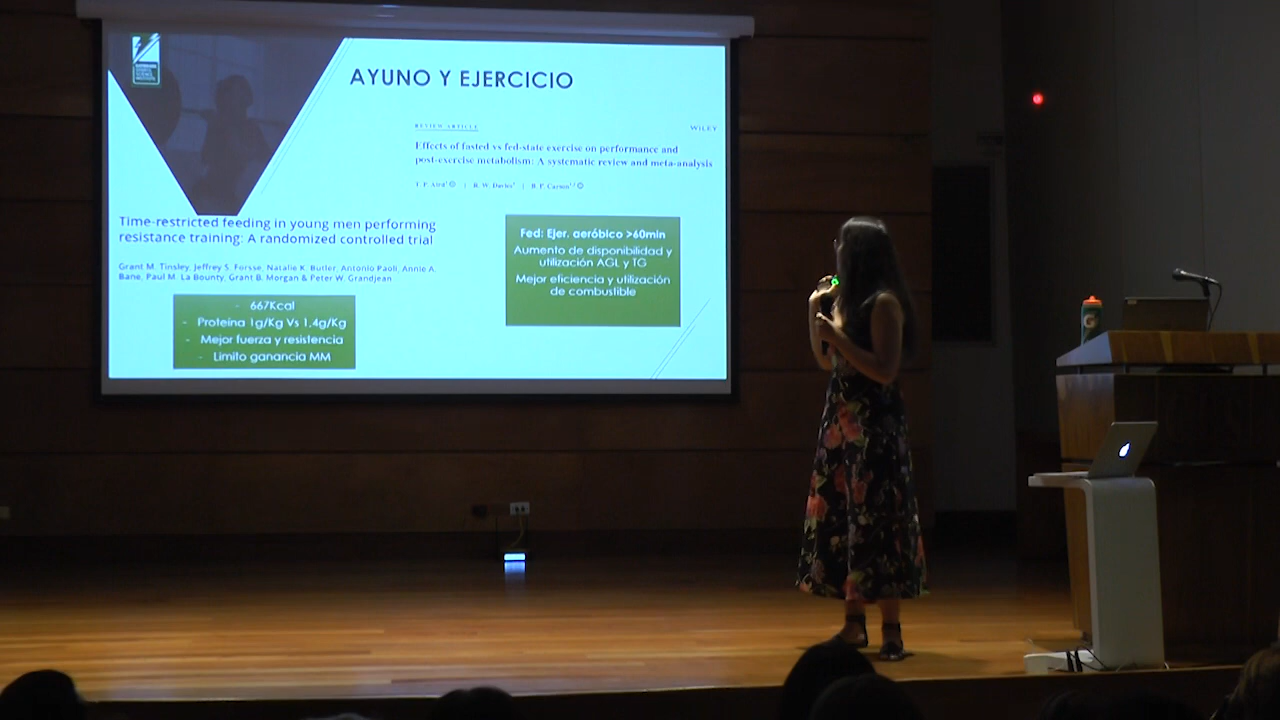 AYUNO Y EJERCICIO
REVIEW ARTICLE
WILEY
Effects of fasted vs fed-state exercise on performance and
post-exercise metabolism: A systematic review and meta-analysis
T. P. Aird | B. W. Davies | B. P. Carson
Time-restricted feeding in young men performing
resistance training: A randomized controlled trial
Grant M. Tinsley, Jeffrey S. Forsse, Natalie K. Butler, Antonio Paoli, Annie A.
Bane, Paul M. La Bounty, Grant B. Morgan & Peter W. Grandjean
- 667Kcal
- Proteína 1g/Kg Vs 1,4g/Kg
- Mejor fuerza y resistencia
- Limito ganancia MM
Fed: Ejer. aeróbico >60min
Aumento de disponibilidad y
utilización AGL y TG
Mejor eficiencia y utilización
de combustible
G